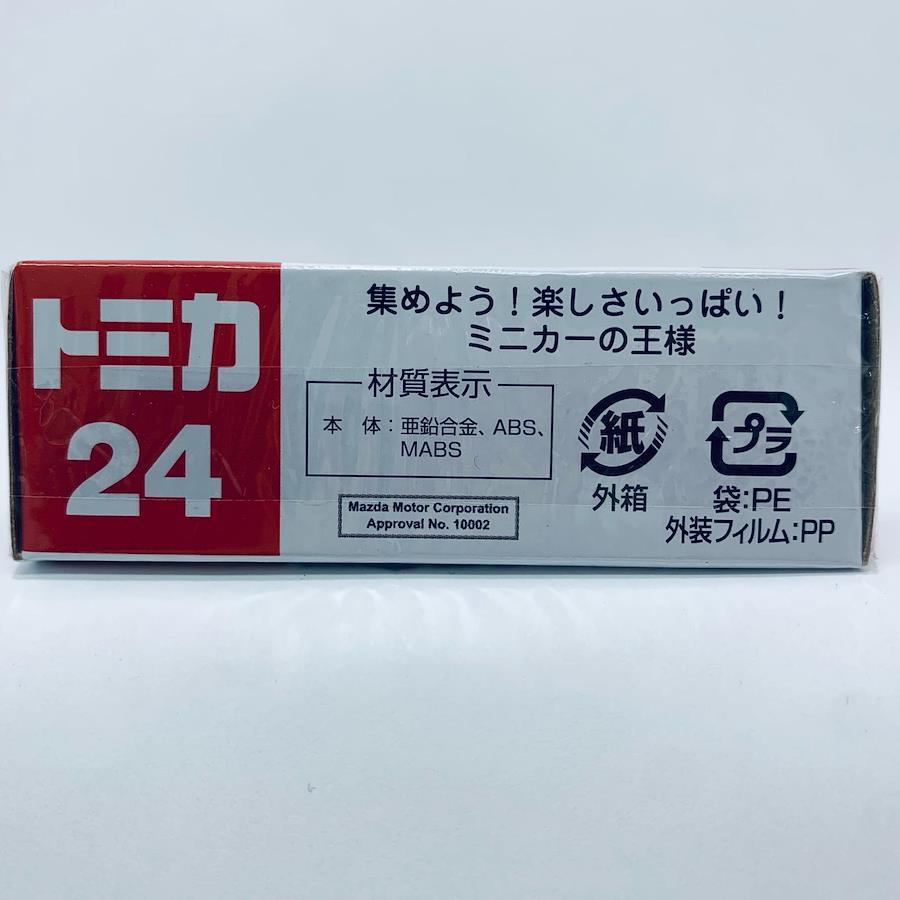 トミカ
24
集めよう！楽しさいっぱい！
ミニカーの王様
材質表示
本 体：亜鉛合金、ABS、
MABS
Mazda Motor Corporation
Approval No. 10002
紙
外箱
プラ
袋:PE
外装フィルム:PP